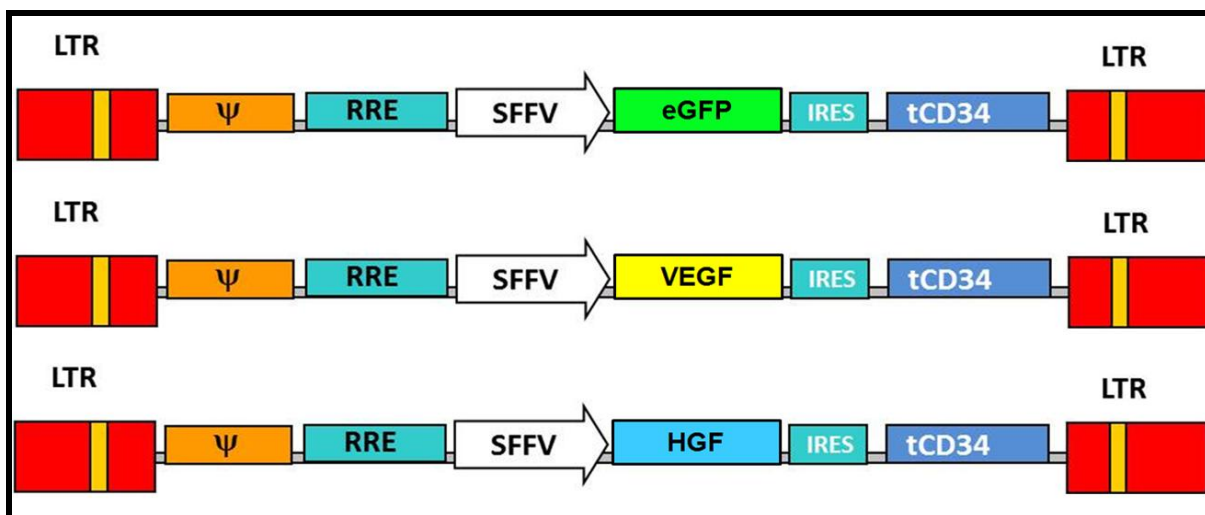 LTR LTR
ψ RRE SFFV eGFP IRES tCD34
LTR LTR
ψ RRE SFFV VEGF IRES tCD34
LTR LTR
ψ RRE SFFV HGF IRES tCD34